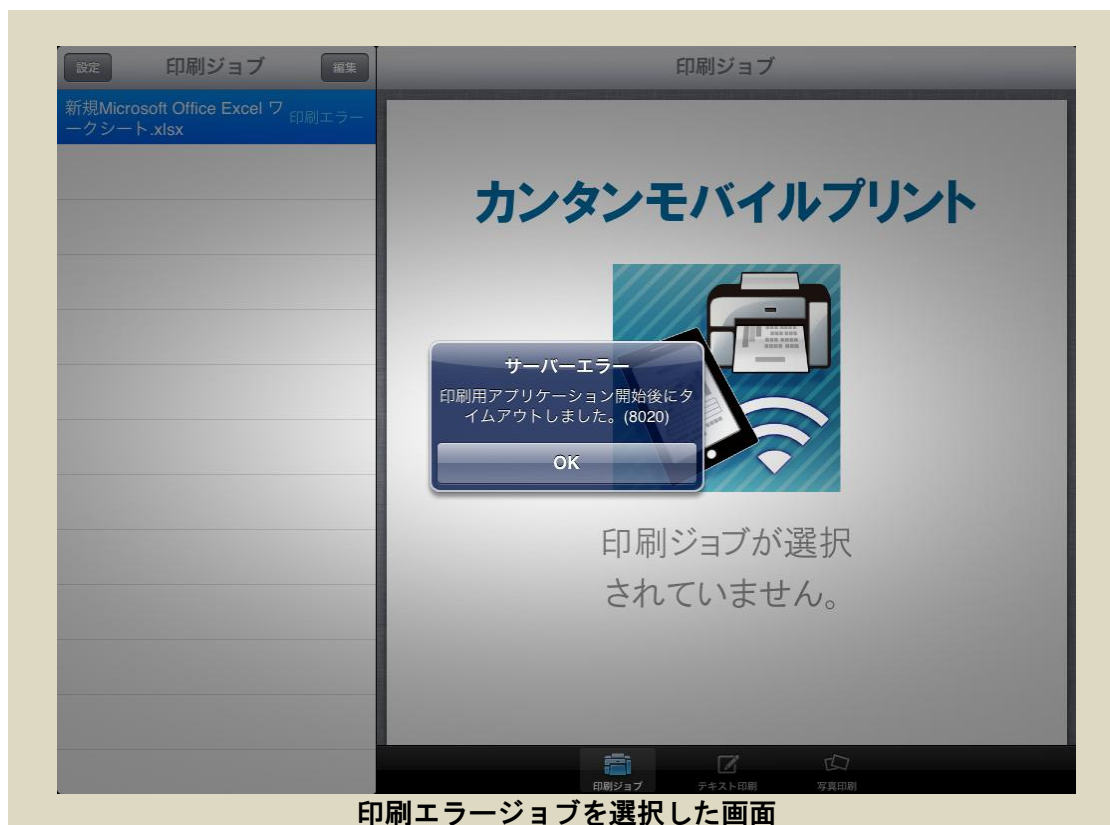 設定
印刷ジョブ
編集
印刷ジョブ
新規Microsoft Office Excel ワ
ークシート.xlsx
印刷エラー
カンタンモバイルプリント
サーバーエラー
印刷用アプリケーション開始後にタ
イムアウトしました。(8020)
OK
印刷ジョブが選択
されていません。
印刷ジョブ
テキスト印刷
写真印刷
印刷エラージョブを選択した画面